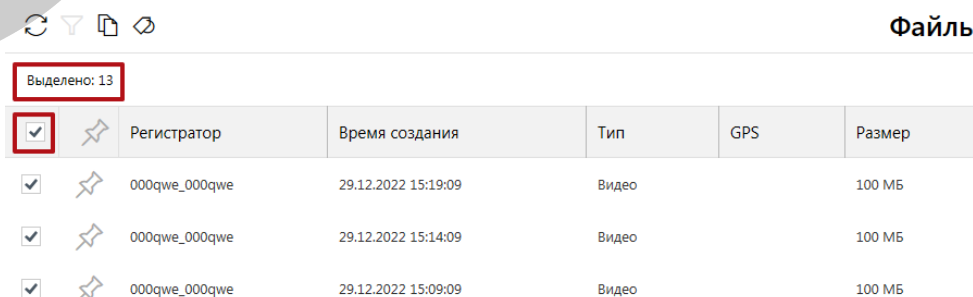 Файлы
Выделено: 13
Регистратор Время создания Тип GPS Размер
000qwe_000qwe 29.12.2022 15:19:09 Видео 100 МБ
000qwe_000qwe 29.12.2022 15:14:09 Видео 100 МБ
000qwe_000qwe 29.12.2022 15:09:09 Видео 100 МБ